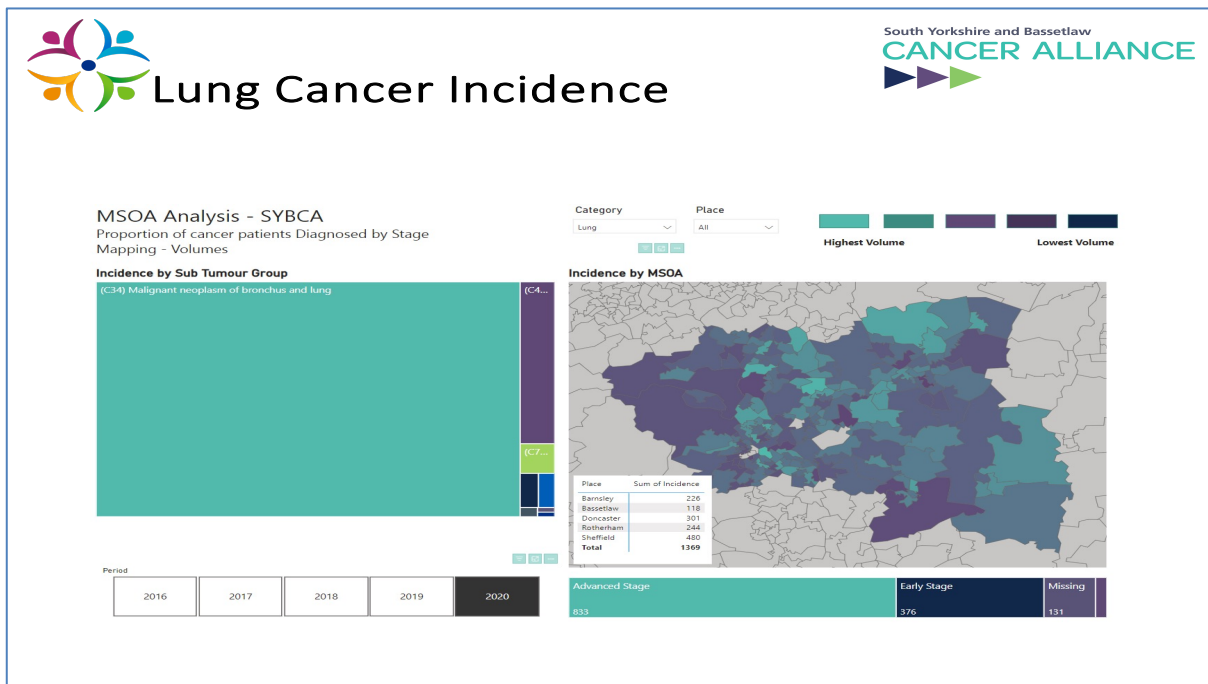 South Yorkshire and Bassetlaw
CANCER ALLIANCE
Lung Cancer Incidence
MSOA Analysis - SYBCA
Proportion of cancer patients Diagnosed by Stage
Mapping - Volumes
Category
Lung
Place
All
Highest Volume
Lowest Volume
Incidence by Sub Tumour Group
(C34) Malignant neoplasm of bronchus and lung
(C4...
(C7...
Incidence by MSOA
Place Sum of Incidence
Barnsley 226
Bassetlaw 118
Doncaster 301
Rotherham 244
Sheffield 480
Total 1369
Period
2016
2017
2018
2019
2020
Advanced Stage
833
Early Stage
376
Missing
131